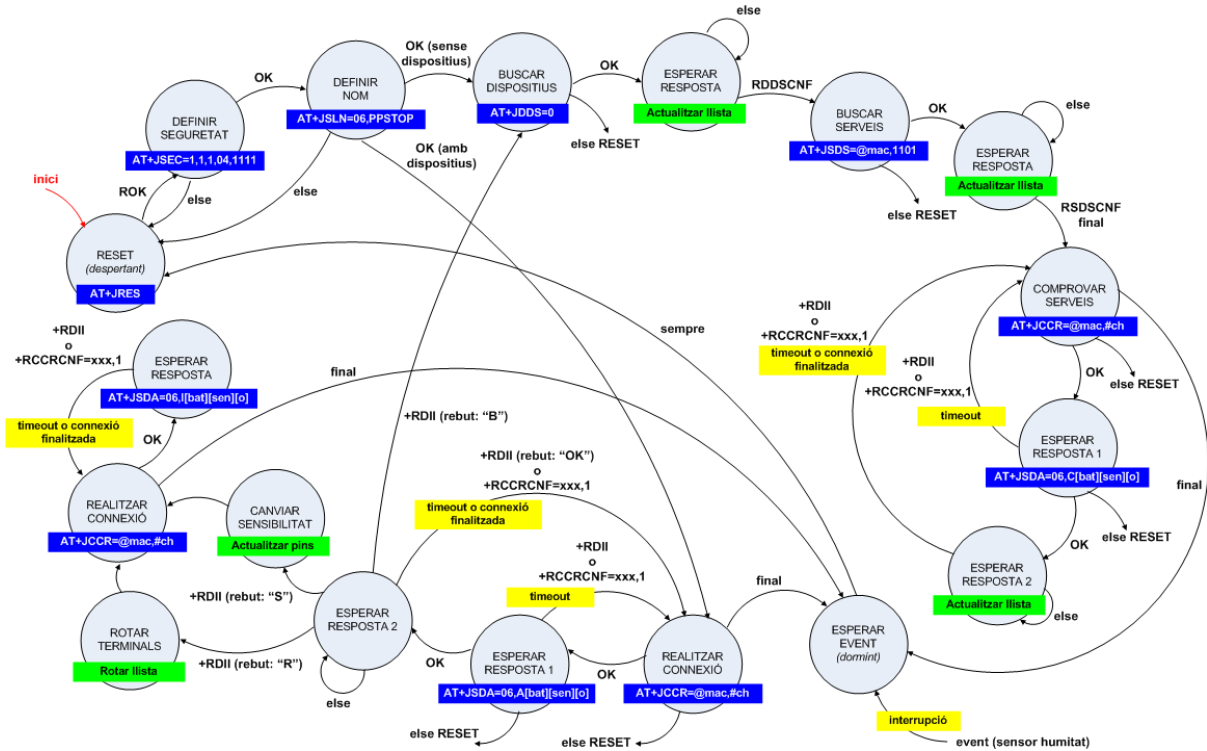 OK
DEFINIR
SEGURETAT
AT+JSEC=1,1,1,04,1111
DEFINIR
NOM
AT+JSLN=06,PPSTOP
OK (sense
dispositius)
BUSCAR
DISPOSITIUS
AT+JDDS=0
OK
else RESET
ESPERAR
RESPOSTA
Actualitzar llista
else
RDDSCNF
BUSCAR
SERVEIS
AT+JSDS=@mac,1101
OK
else RESET
ESPERAR
RESPOSTA
Actualitzar llista
else
RSDSCNF
final
OK (amb
dispositius)
inici
ROK
else
else
RESET
(despertant)
AT+JRES
sempre
COMPROVAR
SERVEIS
AT+JCCR=@mac,#ch
OK
else RESET
+RDII
o
+RCCRCNF=xxx,1
timeout o connexió
finalitzada
+RDII
o
+RCCRCNF=xxx,1
timeout
ESPERAR
RESPOSTA 1
AT+JSDA=06,C[bat][sen][o]
OK
else RESET
final
ESPERAR
RESPOSTA 2
Actualitzar llista
else
+RDII
o
+RCCRCNF=xxx,1
timeout o connexió
finalitzada
ESPERAR
RESPOSTA
AT+JSDA=06,I[bat][sen][o]
OK
final
+RDII (rebut: “B”)
REALITZAR
CONNEXIÓ
AT+JCCR=@mac,#ch
CANVIAR
SENSIBILITAT
Actualitzar pins
+RDII (rebut: “OK”)
o
+RCCRCNF=xxx,1
timeout o connexió
finalitzada
+RDII
o
+RCCRCNF=xxx,1
timeout
+RDII (rebut: “S”)
ROTAR
TERMINALS
Rotar llista
+RDII (rebut: “R”)
ESPERAR
RESPOSTA 2
else
OK
ESPERAR
RESPOSTA 1
AT+JSDA=06,A[bat][sen][o]
else RESET
OK
REALITZAR
CONNEXIÓ
AT+JCCR=@mac,#ch
else RESET
final
ESPERAR
EVENT
(dormint)
interrupció
event (sensor humitat)